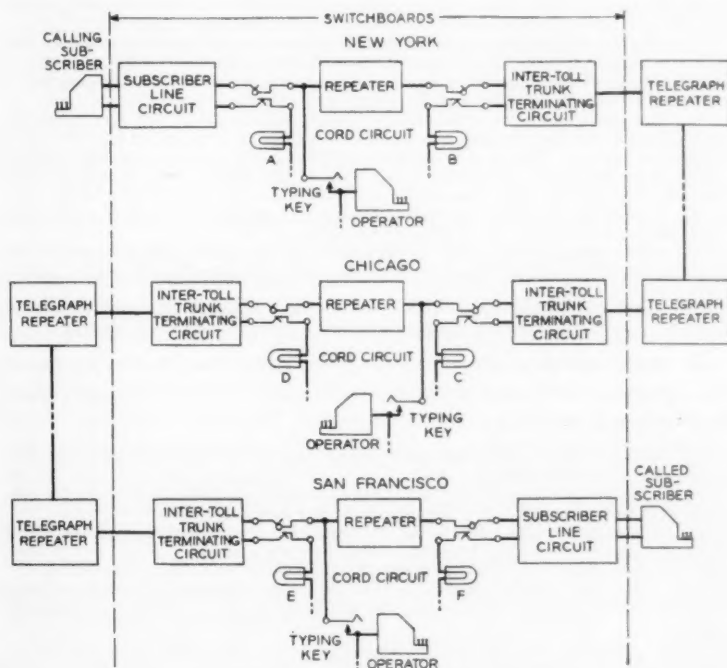 SWITCHBOARDS
NEW YORK
CALLING
SUB-
SCRIBER
SUBSCRIBER
LINE
CIRCUIT
REPEATER
INTER-TOLL
TRUNK
TERMINATING
CIRCUIT
TELEGRAPH
REPEATER
CORD CIRCUIT
A
B
TYPING
KEY
OPERATOR
CHICAGO
TELEGRAPH
REPEATER
INTER-TOLL
TRUNK
TERMINATING
CIRCUIT
REPEATER
INTER-TOLL
TRUNK
TERMINATING
CIRCUIT
TELEGRAPH
REPEATER
CORD CIRCUIT
D
C
OPERATOR
TYPING
KEY
SAN FRANCISCO
TELEGRAPH
REPEATER
INTER-TOLL
TRUNK
TERMINATING
CIRCUIT
REPEATER
SUBSCRIBER
LINE
CIRCUIT
CALLED
SUB-
SCRIBER
CORD CIRCUIT
E
F
TYPING
KEY
OPERATOR